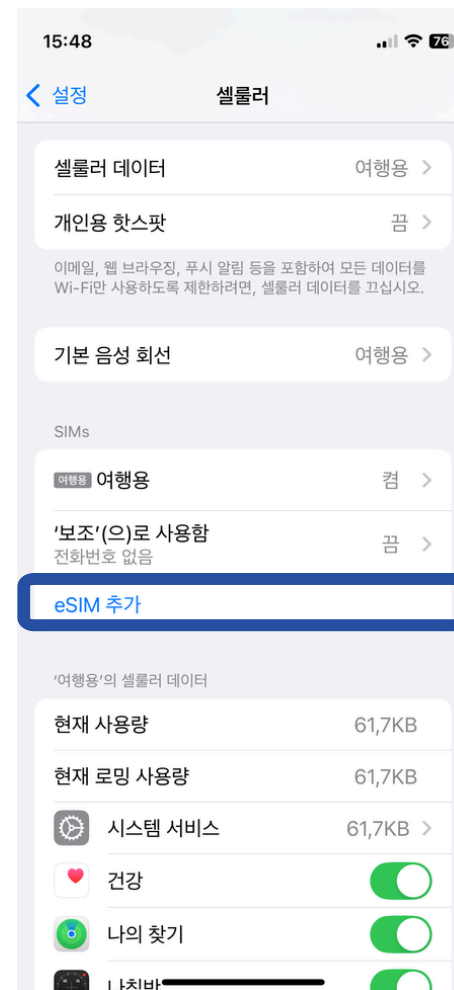 15:48
76
설정
셀룰러
셀룰러 데이터
여행용
개인용 핫스팟
끔
이메일, 웹 브라우징, 푸시 알림 등을 포함하여 모든 데이터를
Wi-Fi만 사용하도록 제한하려면, 셀룰러 데이터를 끄십시오.
기본 음성 회선
여행용
SIMs
여행용 여행용
켬
‘보조’(으)로 사용함
전화번호 없음
끔
eSIM 추가
‘여행용’의 셀룰러 데이터
현재 사용량
61,7KB
현재 로밍 사용량
61,7KB
시스템 서비스
61,7KB
건강
나의 찾기
나침반